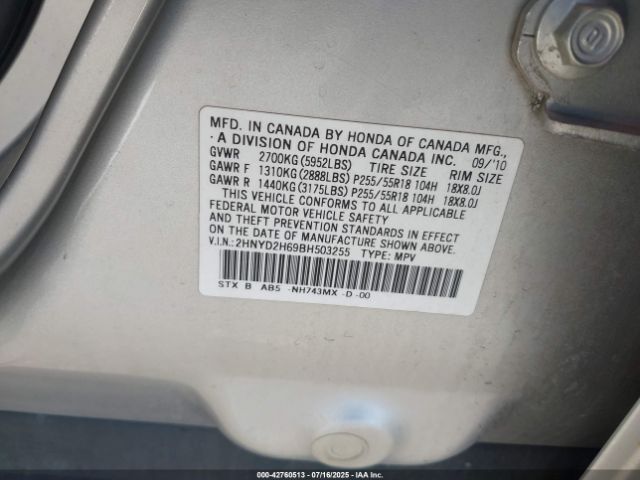 MFD. IN CANADA BY HONDA OF CANADA MFG.,
A DIVISION OF HONDA CANADA INC. 09/'10
GVWR 2700KG(5952LBS) TIRE SIZE RIM SIZE
GAWR F 1310KG(2888LBS) P255/55R18 104H 18X8.0J
GAWR R 1440KG(3175LBS) P255/55R18 104H 18X8.0J
THIS VEHICLE CONFORMS TO ALL APPLICABLE
FEDERAL MOTOR VEHICLE SAFETY
AND THEFT PREVENTION STANDARDS IN EFFECT
ON THE DATE OF MANUFACTURE SHOWN ABOVE.
V.I.N.:2HNYD2H69BH503255 TYPE: MPV
STX B AB5 -NH743MX -D -00
00-42760513 / 07/16/2025 / © IAA Inc.